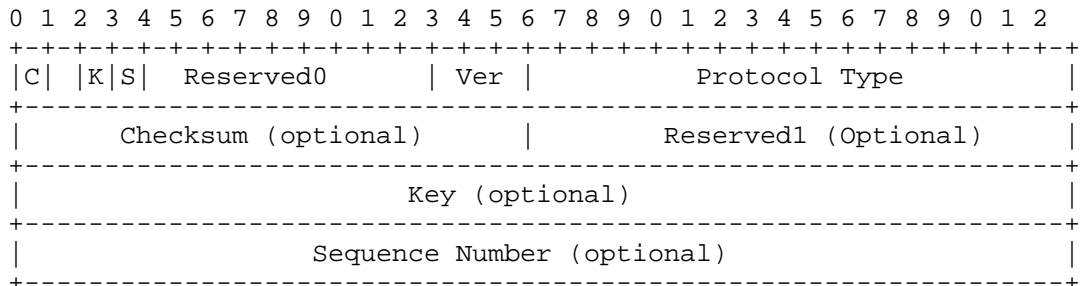 0 1 2 3 4 5 6 7 8 9 0 1 2 3 4 5 6 7 8 9 0 1 2 3 4 5 6 7 8 9 0 1 2
+-+-+-+-+-+-+-+-+-+-+-+-+-+-+-+-+-+-+-+-+-+-+-+-+-+-+-+-+-+-+-+-+-+
|C| |K|S|  Reserved0      | Ver |          Protocol Type          |
+-----------------------------------------------------------------+
|      Checksum (optional)      |        Reserved1 (Optional)     |
+-----------------------------------------------------------------+
|                        Key (optional)                           |
+-----------------------------------------------------------------+
|                  Sequence Number (optional)                     |
+-----------------------------------------------------------------+